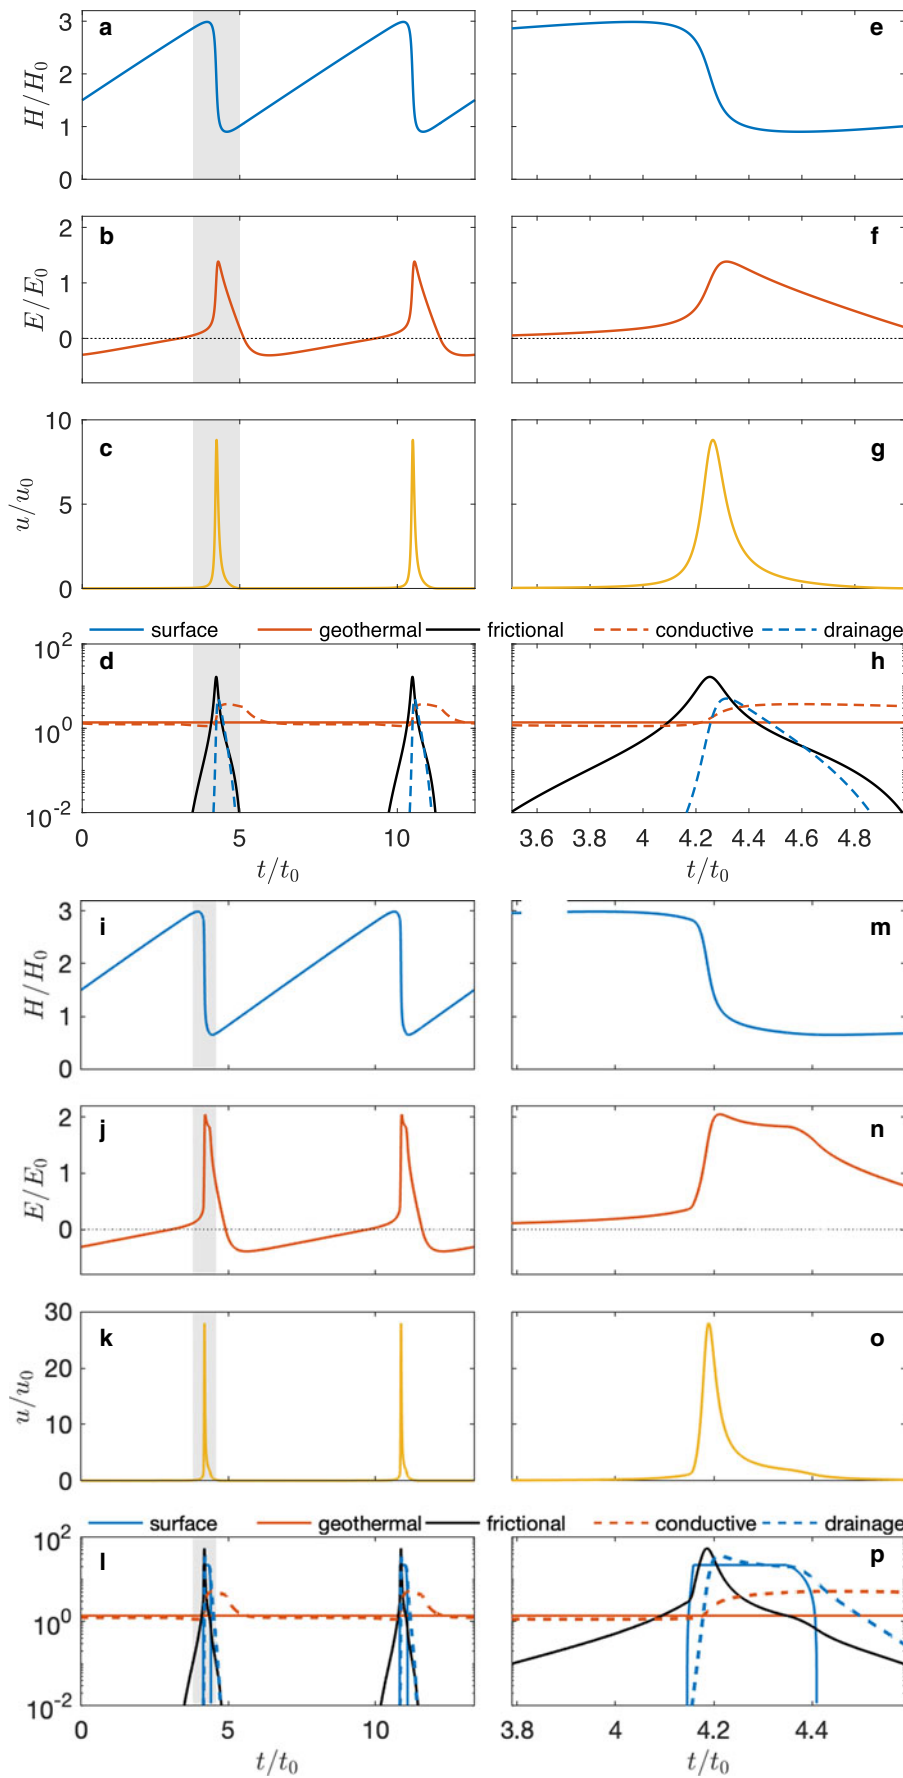 a
e
3
2
1
0
H/H₀
b
f
2
1
0
E/E₀
c
g
10
5
0
u/u₀
surface geothermal frictional conductive drainage
d
h
10²
10⁰
10⁻²
0 5 10
3.6 3.8 4 4.2 4.4 4.6 4.8
t/t₀ t/t₀
i
m
3
2
1
0
H/H₀
j
n
2
1
0
E/E₀
k
o
30
20
10
0
u/u₀
surface geothermal frictional conductive drainage
l
p
10²
10⁰
10⁻²
0 5 10
3.8 4 4.2 4.4
t/t₀ t/t₀